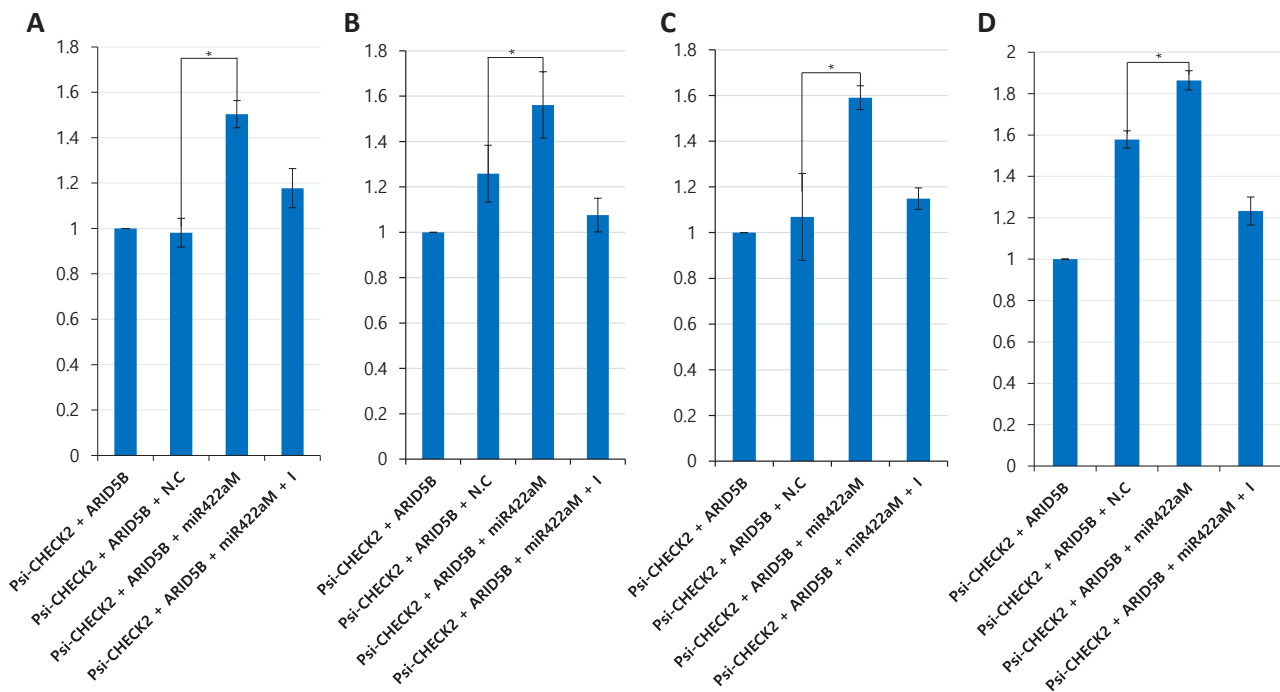 A
1.8
1.6
1.4
1.2
1
0.8
0.6
0.4
0.2
0
*
Psi-CHECK2 + ARID5B
Psi-CHECK2 + ARID5B + N.C
Psi-CHECK2 + ARID5B + miR422aM
Psi-CHECK2 + ARID5B + miR422aM + I
B
1.8
1.6
1.4
1.2
1
0.8
0.6
0.4
0.2
0
*
Psi-CHECK2 + ARID5B
Psi-CHECK2 + ARID5B + N.C
Psi-CHECK2 + ARID5B + miR422aM
Psi-CHECK2 + ARID5B + miR422aM + I
C
1.8
1.6
1.4
1.2
1
0.8
0.6
0.4
0.2
0
*
Psi-CHECK2 + ARID5B
Psi-CHECK2 + ARID5B + N.C
Psi-CHECK2 + ARID5B + miR422aM
Psi-CHECK2 + ARID5B + miR422aM + I
D
2
1.8
1.6
1.4
1.2
1
0.8
0.6
0.4
0.2
0
*
Psi-CHECK2 + ARID5B
Psi-CHECK2 + ARID5B + N.C
Psi-CHECK2 + ARID5B + miR422aM
Psi-CHECK2 + ARID5B + miR422aM + I